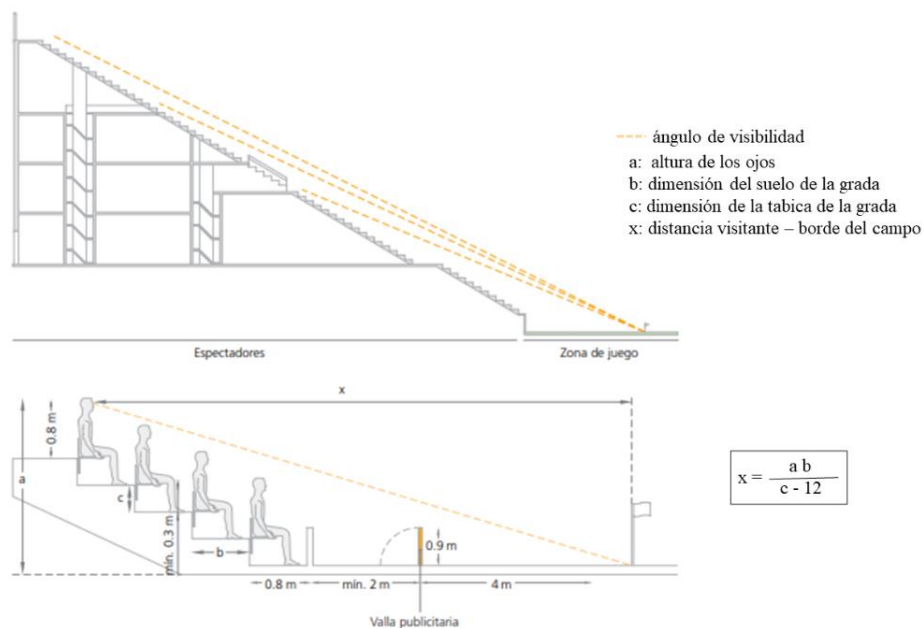 ángulo de visibilidad
a: altura de los ojos
b: dimensión del suelo de la grada
c: dimensión de la tabica de la grada
x: distancia visitante – borde del campo
Espectadores
Zona de juego
x
0.8 m
a
c
mín. 0.3 m
b
0.9 m
0.8 m
mín. 2 m
4 m
Valla publicitaria
x = a b
c - 12